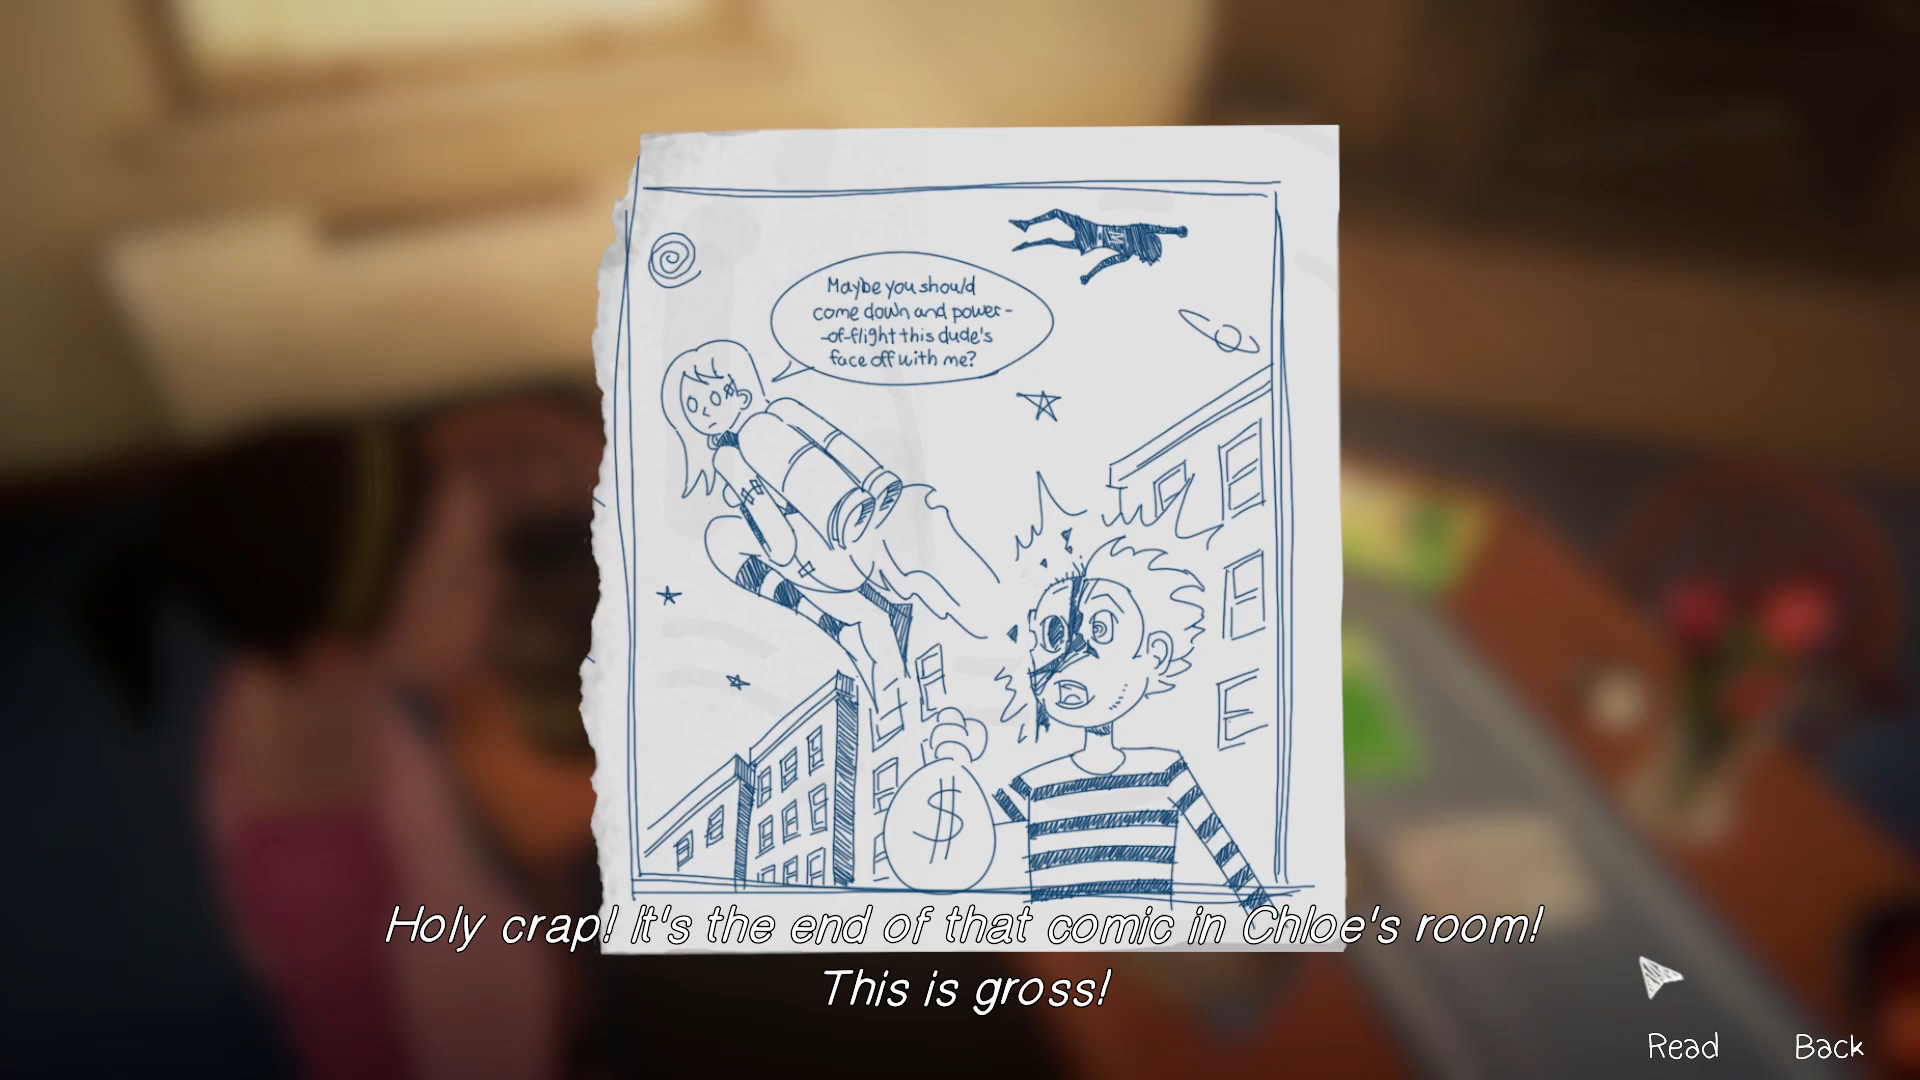 Maybe you should
come down and power-
-of-flight this dude's
face off with me?
$
Holy crap! It's the end of that comic in Chloe's room!
This is gross!
Read
Back